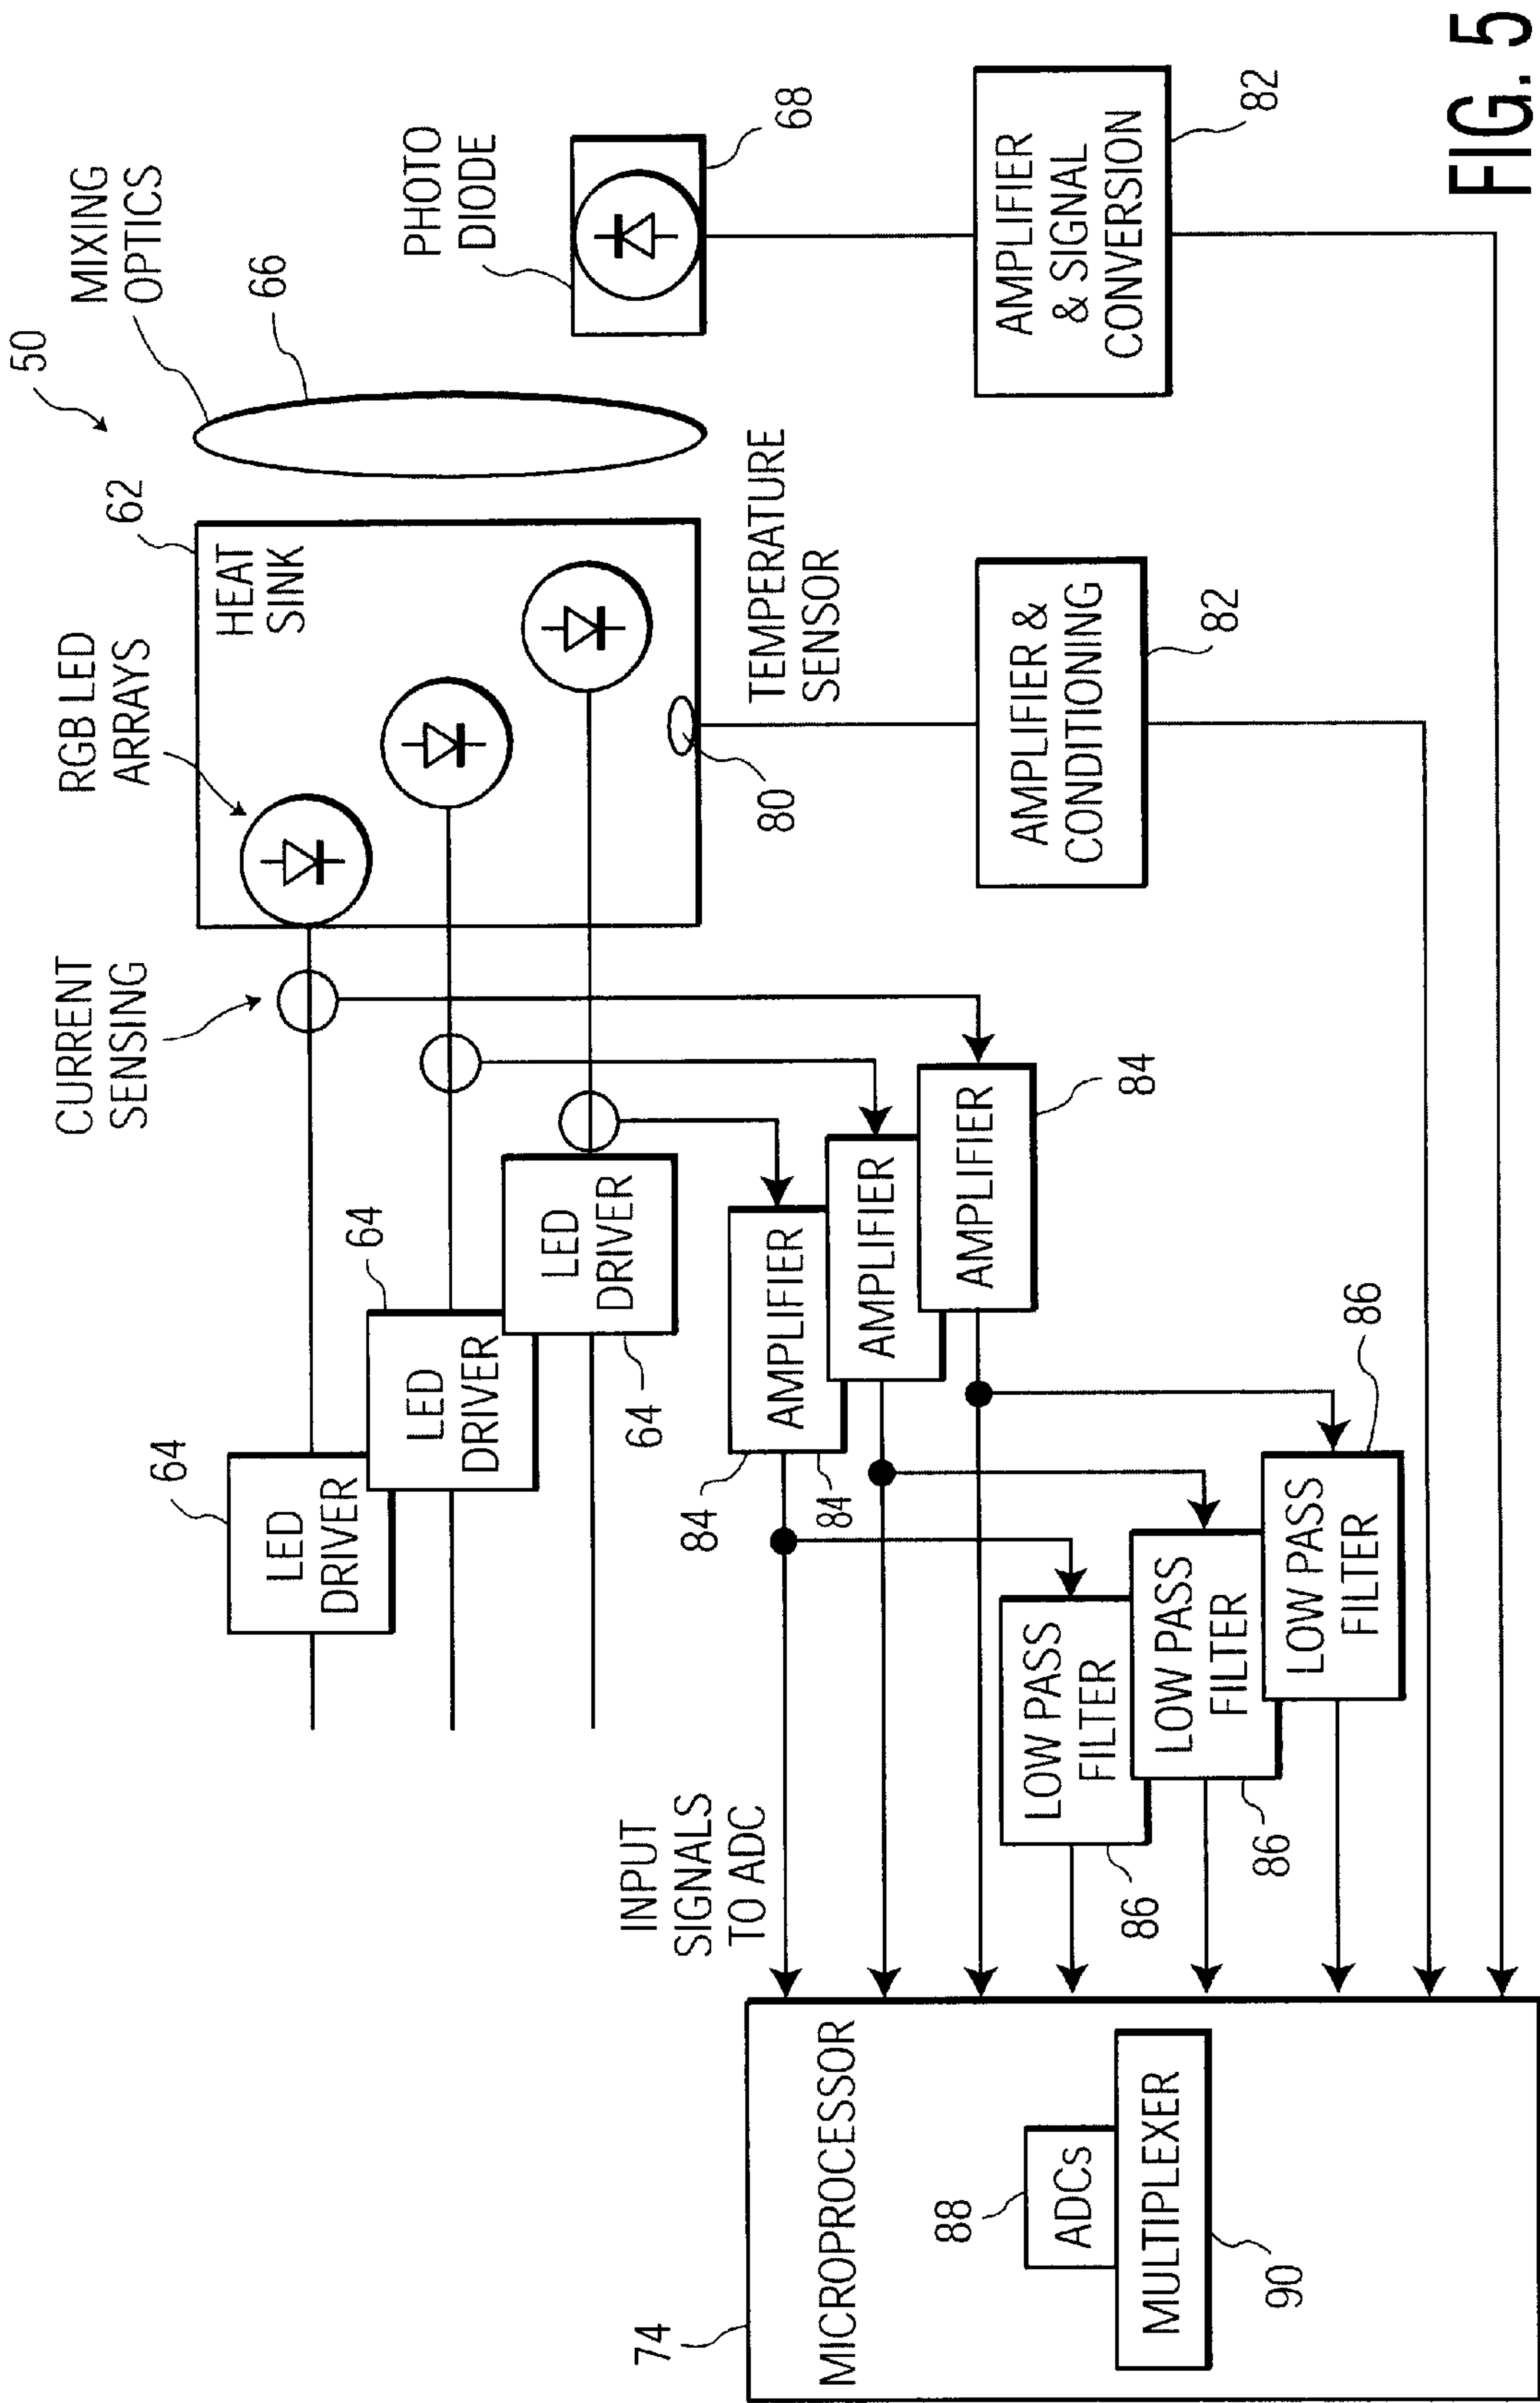 50
MIXING
OPTICS
66
62
RGB LED
ARRAYS
HEAT
SINK
CURRENT
SENSING
PHOTO
DIODE
68
TEMPERATURE
SENSOR
80
64
LED
DRIVER
64
LED
DRIVER
LED
DRIVER
64
AMPLIFIER
84
AMPLIFIER
84
AMPLIFIER
84
AMPLIFIER &
CONDITIONING
82
AMPLIFIER
& SIGNAL
CONVERSION
82
INPUT
SIGNALS
TO ADC
LOW PASS
FILTER
86
LOW PASS
FILTER
86
LOW PASS
FILTER
86
74
MICROPROCESSOR
88
ADCs
MULTIPLEXER
90
FIG. 5